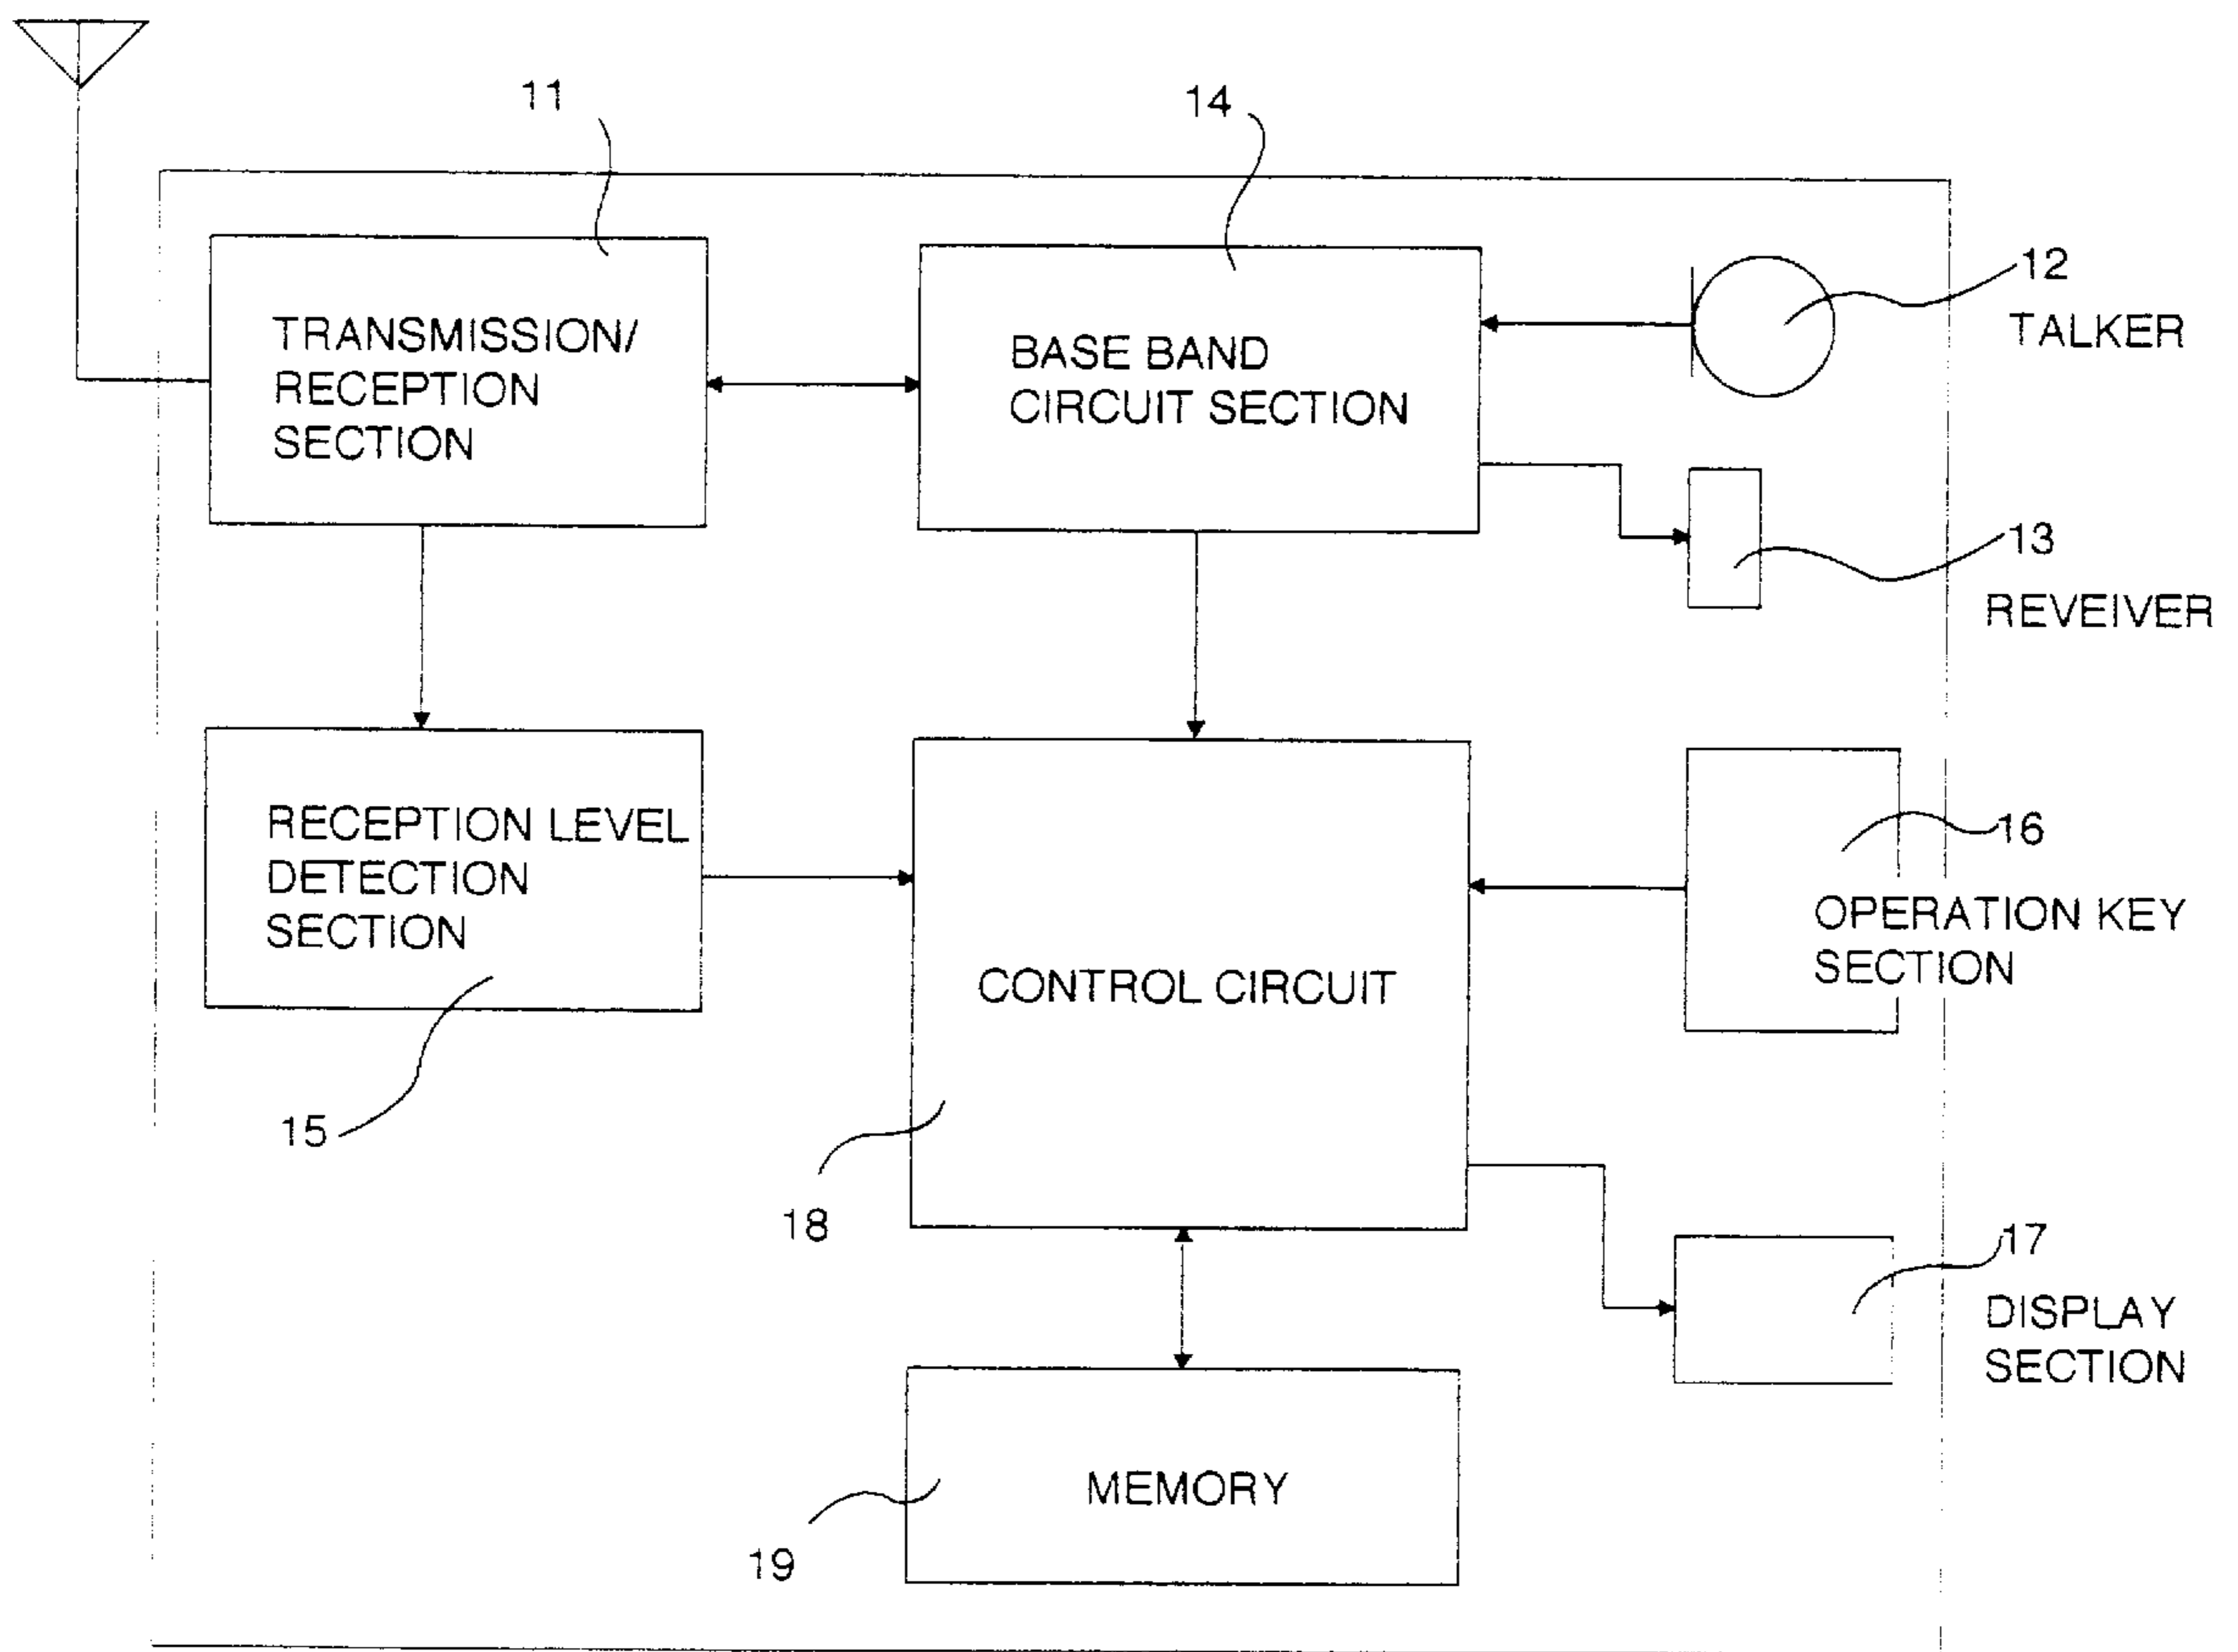 11
14
TRANSMISSION/
RECEPTION
SECTION
BASE BAND
CIRCUIT SECTION
12
TALKER
13
REVEIVER
RECEPTION LEVEL
DETECTION
SECTION
15
CONTROL CIRCUIT
18
16
OPERATION KEY
SECTION
17
DISPLAY
SECTION
MEMORY
19